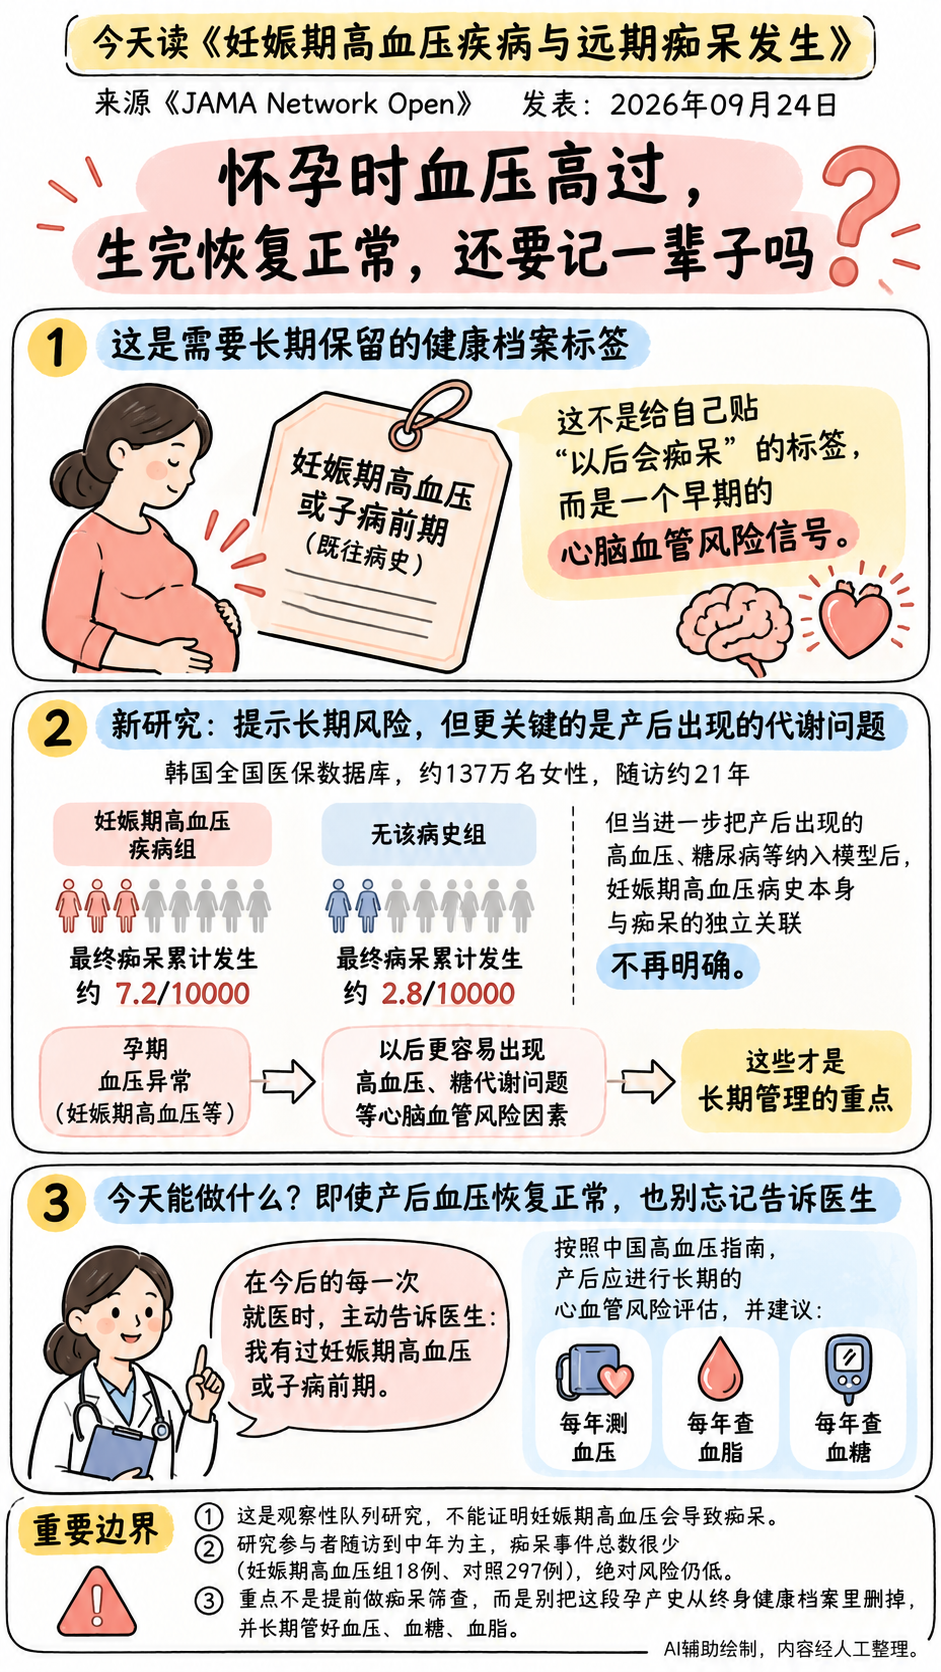 今天读《妊娠期高血压疾病与远期痴呆发生》
来源《JAMA Network Open》 发表：2026年09月24日
怀孕时血压高过，
生完恢复正常，还要记一辈子吗？
1 这是需要长期保留的健康档案标签
妊娠期高血压
或子病前期
（既往病史）
这不是给自己贴
“以后会痴呆”的标签，
而是一个早期的
心脑血管风险信号。
2 新研究：提示长期风险，但更关键的是产后出现的代谢问题
韩国全国医保数据库，约137万名女性，随访约21年
妊娠期高血压
疾病组
最终痴呆累计发生
约 7.2/10000
无该病史组
最终病呆累计发生
约 2.8/10000
但当进一步把产后出现的
高血压、糖尿病等纳入模型后，
妊娠期高血压病史本身
与痴呆的独立关联
不再明确。
孕期
血压异常
（妊娠期高血压等）
以后更容易出现
高血压、糖代谢问题
等心脑血管风险因素
这些才是
长期管理的重点
3 今天能做什么？即使产后血压恢复正常，也别忘记告诉医生
在今后的每一次
就医时，主动告诉医生：
我有过妊娠期高血压
或子病前期。
按照中国高血压指南，
产后应进行长期的
心血管风险评估，并建议：
每年测
血压
每年查
血脂
每年查
血糖
重要边界
① 这是观察性队列研究，不能证明妊娠期高血压会导致痴呆。
② 研究参与者随访到中年为主，痴呆事件总数很少
（妊娠期高血压组18例、对照297例），绝对风险仍低。
③ 重点不是提前做痴呆筛查，而是别把这段孕产史从终身健康档案里删掉，
并长期管好血压、血糖、血脂。
AI辅助绘制，内容经人工整理。